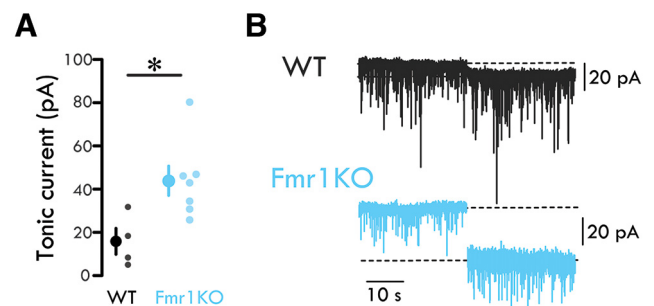 A
Tonic current (pA)
100
80
60
40
20
0
*
WT
Fmr1KO
B
WT
20 pA
Fmr1KO
20 pA
10 s